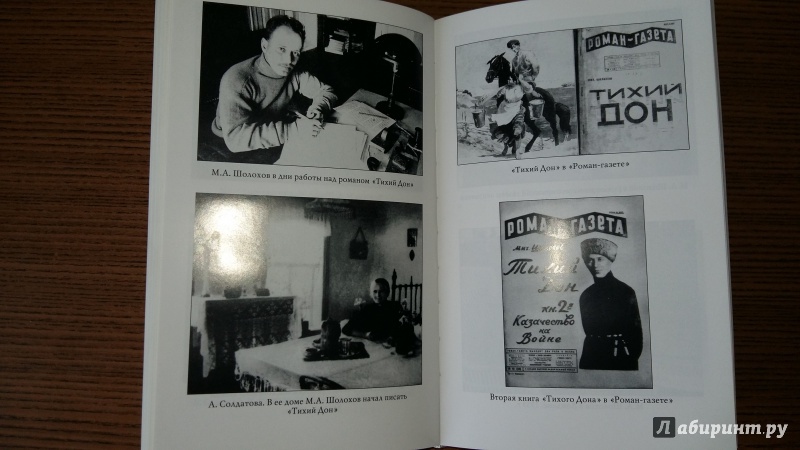 М.А. Шолохов в дни работы над романом «Тихий Дон»
А. Солдатова. В ее доме М.А. Шолохов начал писать
«Тихий Дон»
РОМАН-ГАЗЕТА
ТИХИЙ
ДОН
«Тихий Дон» в «Роман-газете»
РОМАН-ГАЗЕТА
Мих.
Тихий
Дон
кн. 2я
Казачество
на
Войне
Вторая книга «Тихого Дона» в «Роман-газете»
Лабиринт.ру